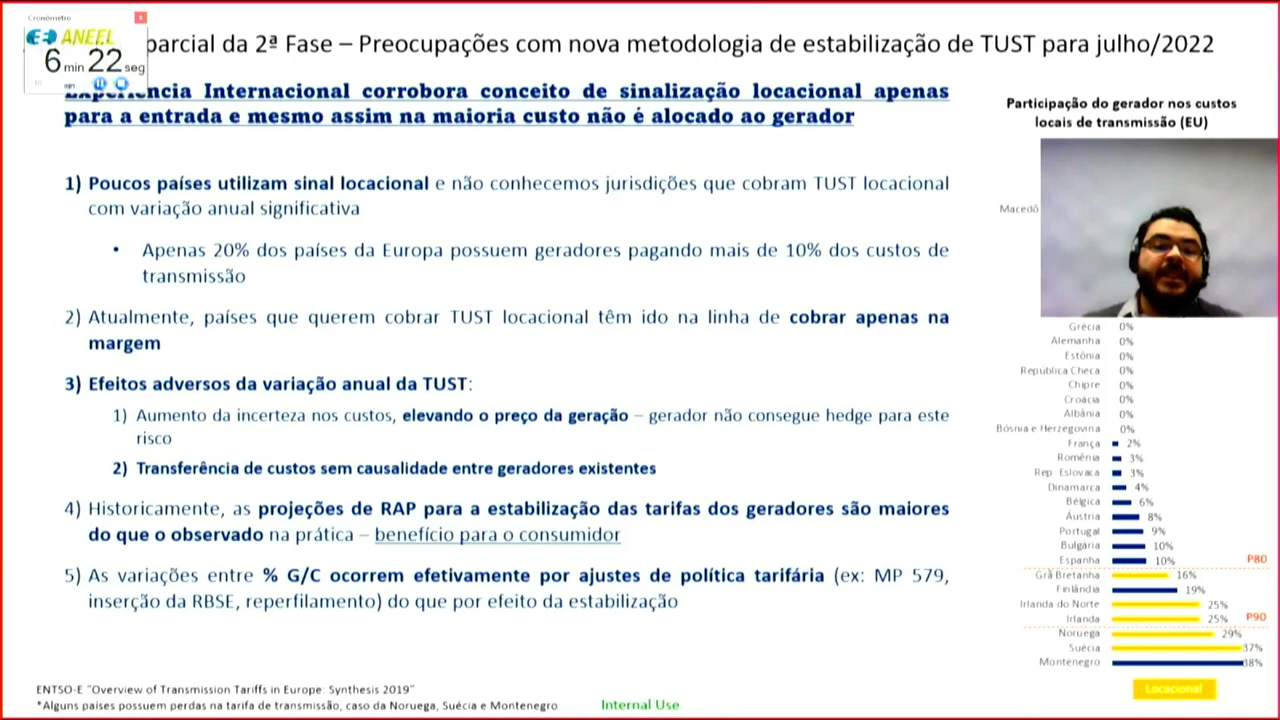 Cronômetro
ANEEL
6 min 22 seg
parcial da 2ª Fase – Preocupações com nova metodologia de estabilização de TUST para julho/2022
Experiência Internacional corrobora conceito de sinalização locacional apenas
para a entrada e mesmo assim na maioria custo não é alocado ao gerador
1) Poucos países utilizam sinal locacional e não conhecemos jurisdições que cobram TUST locacional
com variação anual significativa
• Apenas 20% dos países da Europa possuem geradores pagando mais de 10% dos custos de
transmissão
2) Atualmente, países que querem cobrar TUST locacional têm ido na linha de cobrar apenas na
margem
3) Efeitos adversos da variação anual da TUST:
1) Aumento da incerteza nos custos, elevando o preço da geração – gerador não consegue hedge para este
risco
2) Transferência de custos sem causalidade entre geradores existentes
4) Historicamente, as projeções de RAP para a estabilização das tarifas dos geradores são maiores
do que o observado na prática – benefício para o consumidor
5) As variações entre % G/C ocorrem efetivamente por ajustes de política tarifária (ex: MP 579,
inserção da RBSE, reperfilamento) do que por efeito da estabilização
ENTSO-E "Overview of Transmission Tariffs in Europe: Synthesis 2019"
*Alguns países possuem perdas na tarifa de transmissão, caso da Noruega, Suécia e Montenegro
Internal Use
Participação do gerador nos custos
locais de transmissão (EU)
Macedô
Grécia 0%
Alemanha 0%
Estônia 0%
República Checa 0%
Chipre 0%
Croácia 0%
Albânia 0%
Bósnia e Herzegovina 0%
França 2%
Romênia 3%
Rep Eslovaca 3%
Dinamarca 4%
Bélgica 6%
Áustria 8%
Portugal 9%
Bulgária 10%
Espanha 10%
P80
Grã Bretanha 16%
Finlândia 19%
Irlanda do Norte 25%
Irlanda 25%
P90
Noruega 29%
Suécia 37%
Montenegro 38%
Locacional